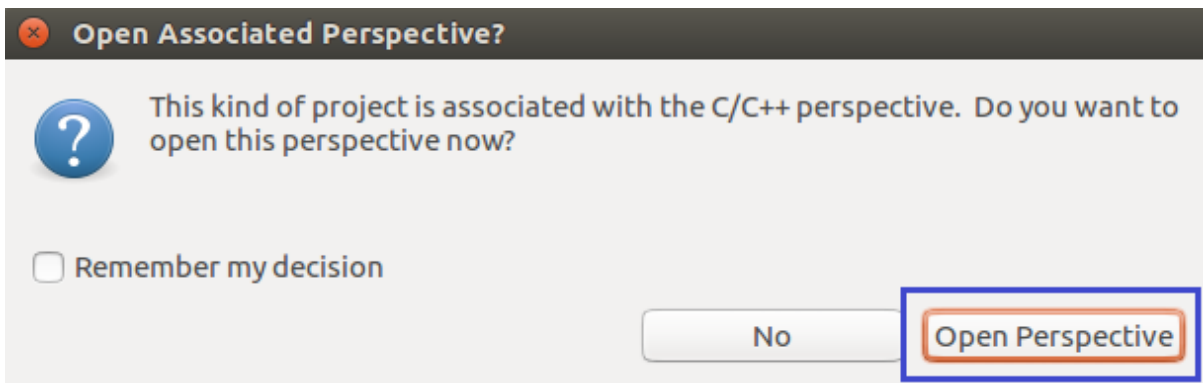 Open Associated Perspective?
This kind of project is associated with the C/C++ perspective.  Do you want to
open this perspective now?
Remember my decision
No
Open Perspective